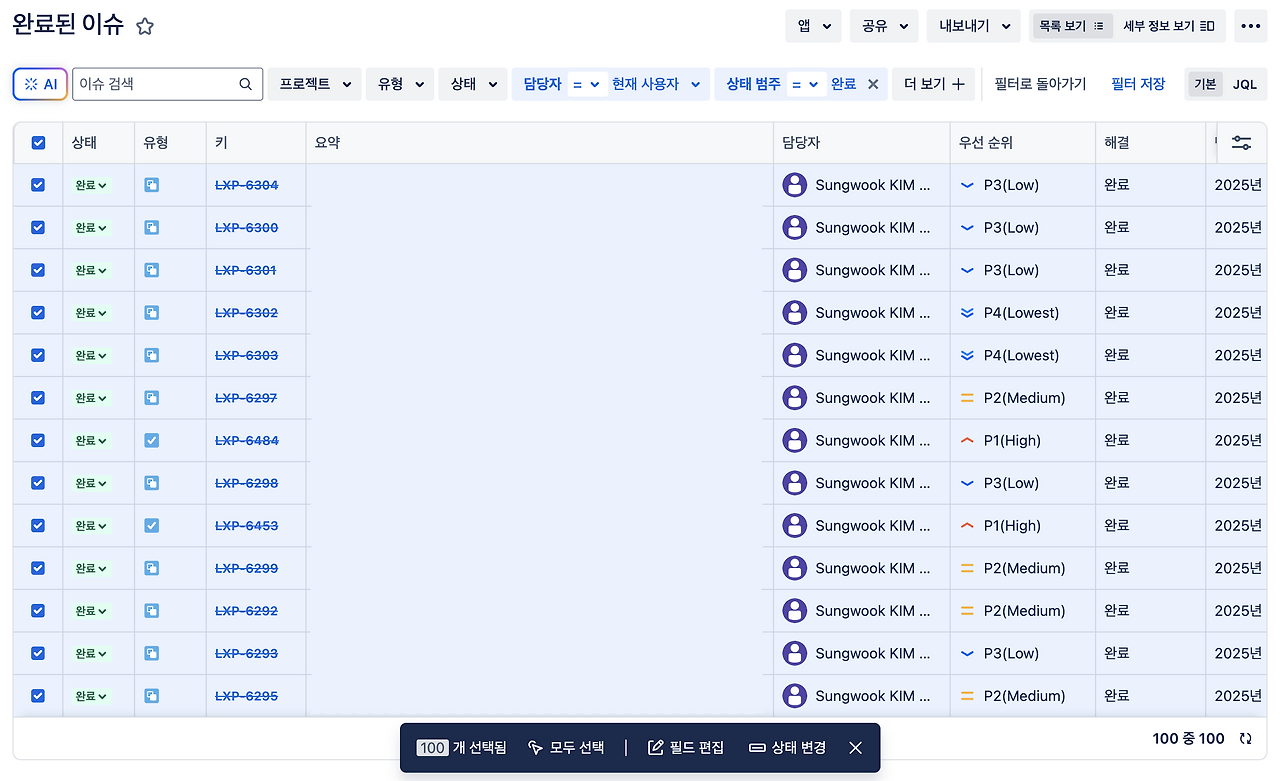 완료된 이슈
앱 공유 내보내기 목록 보기 세부 정보 보기
AI 이슈 검색 프로젝트 유형 상태 담당자 = 현재 사용자 상태 범주 = 완료 더 보기 필터로 돌아가기 필터 저장 기본 JQL
상태 유형 키 요약 담당자 우선 순위 해결
완료 LXP-6304 Sungwook KIM ... P3(Low) 완료 2025년
완료 LXP-6300 Sungwook KIM ... P3(Low) 완료 2025년
완료 LXP-6301 Sungwook KIM ... P3(Low) 완료 2025년
완료 LXP-6302 Sungwook KIM ... P4(Lowest) 완료 2025년
완료 LXP-6303 Sungwook KIM ... P4(Lowest) 완료 2025년
완료 LXP-6297 Sungwook KIM ... P2(Medium) 완료 2025년
완료 LXP-6484 Sungwook KIM ... P1(High) 완료 2025년
완료 LXP-6298 Sungwook KIM ... P3(Low) 완료 2025년
완료 LXP-6453 Sungwook KIM ... P1(High) 완료 2025년
완료 LXP-6299 Sungwook KIM ... P2(Medium) 완료 2025년
완료 LXP-6292 Sungwook KIM ... P2(Medium) 완료 2025년
완료 LXP-6293 Sungwook KIM ... P3(Low) 완료 2025년
완료 LXP-6295 Sungwook KIM ... P2(Medium) 완료 2025년
100 중 100
100 개 선택됨 모두 선택 | 필드 편집 상태 변경